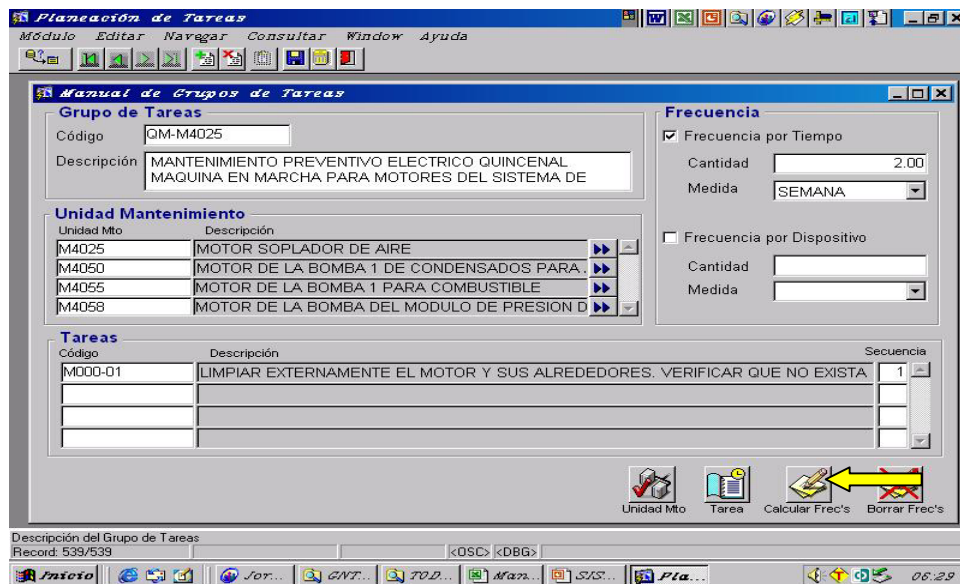 Planeación de Tareas
Módulo Editar Navegar Consultar Window Ayuda
Manual de Grupos de Tareas
Grupo de Tareas
Código QM-M4025
Descripción MANTENIMIENTO PREVENTIVO ELECTRICO QUINCENAL
MAQUINA EN MARCHA PARA MOTORES DEL SISTEMA DE
Frecuencia
Frecuencia por Tiempo
Cantidad 2.00
Medida SEMANA
Frecuencia por Dispositivo
Cantidad
Medida
Unidad Mantenimiento
Unidad Mto Descripción
M4025 MOTOR SOPLADOR DE AIRE
M4050 MOTOR DE LA BOMBA 1 DE CONDENSADOS PARA.
M4055 MOTOR DE LA BOMBA 1 PARA COMBUSTIBLE
M4058 MOTOR DE LA BOMBA DEL MODULO DE PRESION D
Tareas
Código Descripción Secuencia
M000-01 LIMPIAR EXTERNAMENTE EL MOTOR Y SUS ALREDEDORES. VERIFICAR QUE NO EXISTA 1
Unidad Mto Tarea Calcular Frec's Borrar Frec's
Descripción del Grupo de Tareas
Record: 539/539 <OSC> <DBG>
Inicio Jor... GNT... TOD... Man... SIS... Pla... 06:29